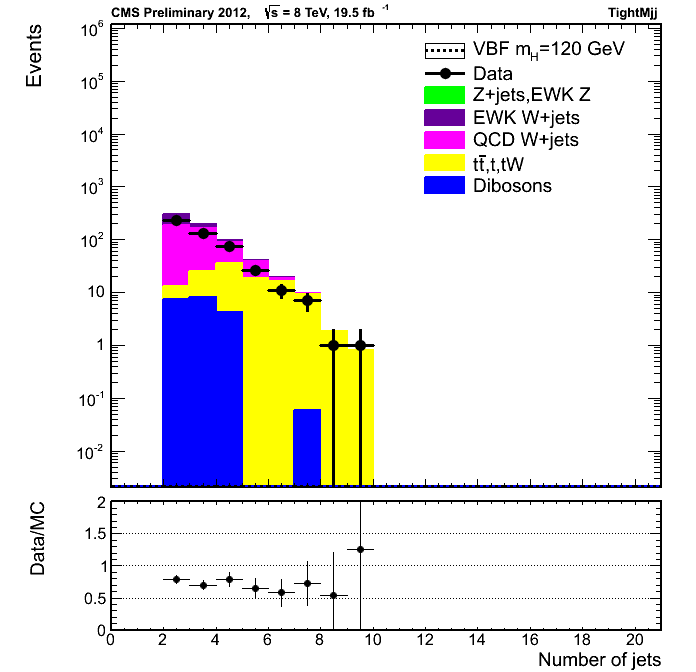 CMS Preliminary 2012, √s = 8 TeV, 19.5 fb⁻¹ TightMjj
Events
10⁶
10⁵
10⁴
10³
10²
10
1
10⁻¹
10⁻²
VBF m_H=120 GeV
Data
Z+jets,EWK Z
EWK W+jets
QCD W+jets
tt̄,t,tW
Dibosons
Data/MC
2
1.5
1
0.5
0
0 2 4 6 8 10 12 14 16 18 20
Number of jets